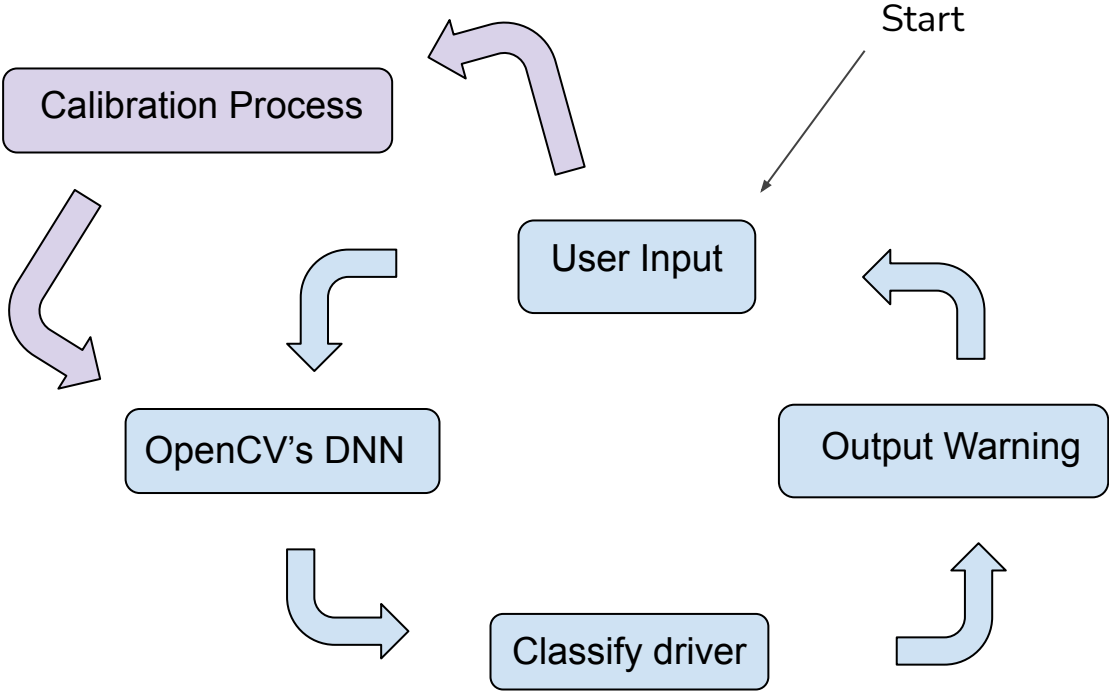 Start
Calibration Process
User Input
OpenCV’s DNN
Output Warning
Classify driver